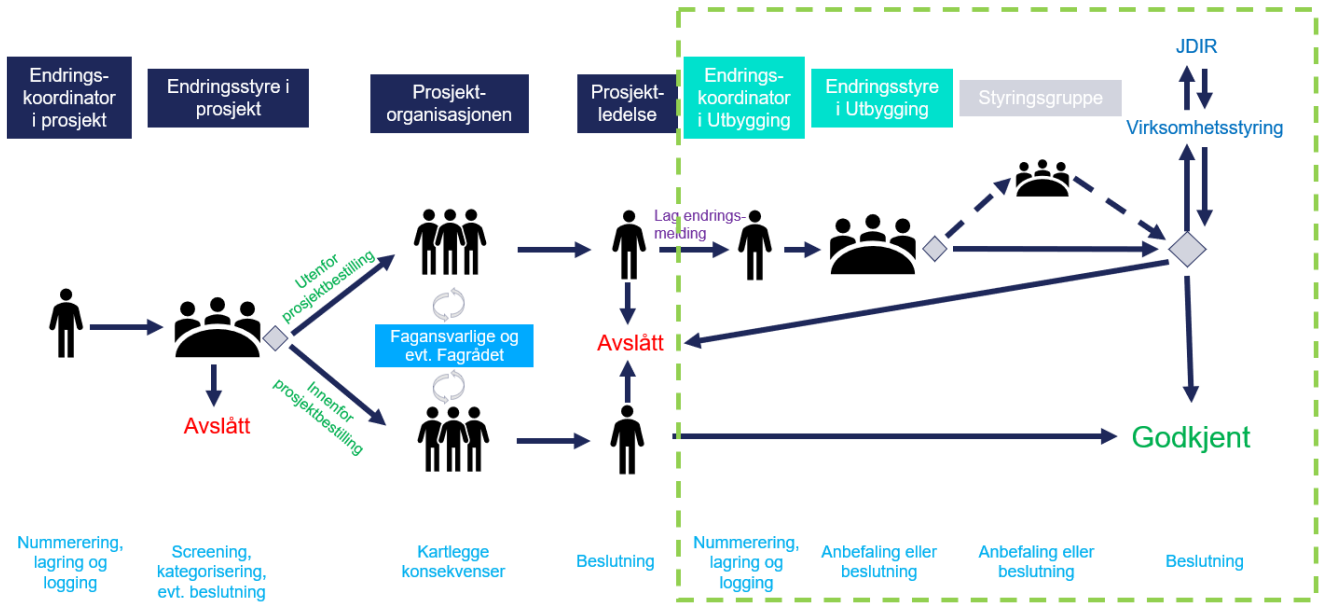 Endrings-
koordinator
i prosjekt
Endringsstyre i
prosjekt
Prosjekt-
organisasjonen
Prosjekt-
ledelse
Endrings-
koordinator
i Utbygging
Endringsstyre
i Utbygging
Styringsgruppe
JDIR
Virksomhetsstyring
Utenfor
prosjektbestilling
Innenfor
prosjektbestilling
Fagansvarlige og
evt. Fagrådet
Lag endrings-
melding
Avslått
Avslått
Godkjent
Nummerering,
lagring og
logging
Screening,
kategorisering,
evt. beslutning
Kartlegge
konsekvenser
Beslutning
Nummerering,
lagring og
logging
Anbefaling eller
beslutning
Anbefaling eller
beslutning
Beslutning